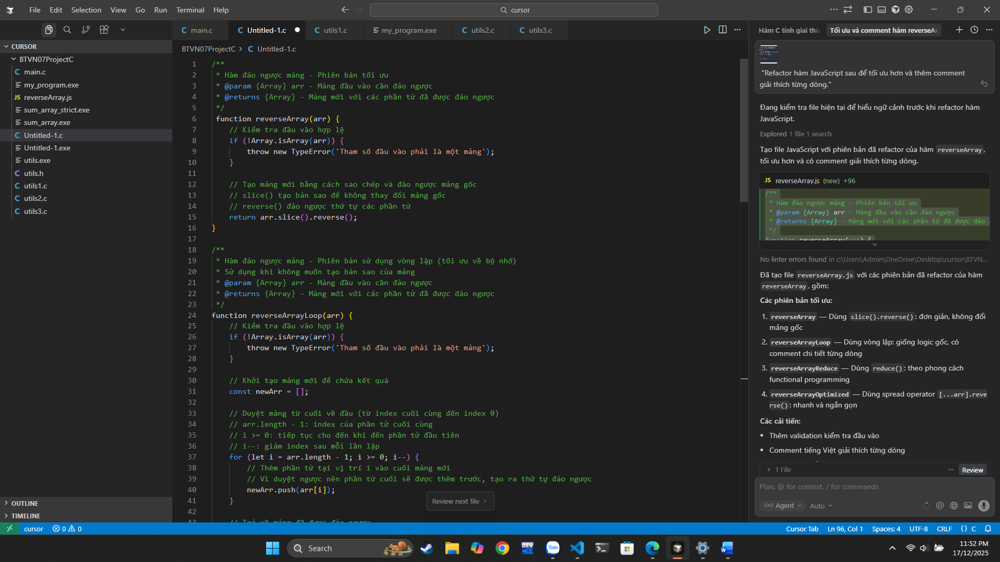 File Edit Selection View Go Run Terminal Help
cursor
main.c
Untitled-1.c
utils1.c
my_program.exe
utils2.c
utils3.c
CURSOR
BTVN07ProjectC
main.c
my_program.exe
JS reverseArray.js
sum_array_strict.exe
sum_array.exe
Untitled-1.c
Untitled-1.exe
utils.exe
utils.h
utils1.c
utils2.c
utils3.c
OUTLINE
TIMELINE
BTVN07ProjectC > C Untitled-1.c
1 /**
2 * Hàm đảo ngược mảng - Phiên bản tối ưu
3 * @param {Array} arr - Mảng đầu vào cần đảo ngược
4 * @returns {Array} - Mảng mới với các phần tử đã được đảo ngược
5 */
6 function reverseArray(arr) {
7 // Kiểm tra đầu vào hợp lệ
8 if (!Array.isArray(arr)) {
9 throw new TypeError('Tham số đầu vào phải là một mảng');
10 }
11
12 // Tạo mảng mới bằng cách sao chép và đảo ngược mảng gốc
13 // slice() tạo bản sao để không thay đổi mảng gốc
14 // reverse() đảo ngược thứ tự các phần tử
15 return arr.slice().reverse();
16 }
17
18 /**
19 * Hàm đảo ngược mảng - Phiên bản sử dụng vòng lặp (tối ưu về bộ nhớ)
20 * Sử dụng khi không muốn tạo bản sao của mảng
21 * @param {Array} arr - Mảng đầu vào cần đảo ngược
22 * @returns {Array} - Mảng mới với các phần tử đã được đảo ngược
23 */
24 function reverseArrayLoop(arr) {
25 // Kiểm tra đầu vào hợp lệ
26 if (!Array.isArray(arr)) {
27 throw new TypeError('Tham số đầu vào phải là một mảng');
28 }
29
30 // Khởi tạo mảng mới để chứa kết quả
31 const newArr = [];
32
33 // Duyệt mảng từ cuối về đầu (từ index cuối cùng đến index 0)
34 // arr.length - 1: index của phần tử cuối cùng
35 // i >= 0: tiếp tục cho đến khi đến phần tử đầu tiên
36 // i--: giảm index sau mỗi lần lặp
37 for (let i = arr.length - 1; i >= 0; i--) {
38 // Thêm phần tử tại vị trí i vào cuối mảng mới
39 // Vì duyệt ngược nên phần tử cuối sẽ được thêm trước, tạo ra thứ tự đảo ngược
40 newArr.push(arr[i]);
41 }
42
43 // Trả về mảng đã được đảo ngược
Review next file
Hàm C tính giai thừ
Tối ưu và comment hàm reverseAr
"Refactor hàm JavaScript sau để tối ưu hơn và thêm comment
giải thích từng dòng."
Đang kiểm tra file hiện tại để hiểu ngữ cảnh trước khi refactor hàm
JavaScript.
Explored 1 file 1 search
Tạo file JavaScript với phiên bản đã refactor của hàm reverseArray,
tối ưu hơn và có comment giải thích từng dòng.
JS reverseArray.js (new) +96
/**
* Hàm đảo ngược mảng - Phiên bản tối ưu
* @param {Array} arr - Mảng đầu vào cần đảo ngược
* @returns {Array} - Mảng mới với các phần tử đã được đảo
*/
function reverseArray(arr) {
No linter errors found in c:\Users\Admin\OneDrive\Desktop\cursor\BTVN...
Đã tạo file reverseArray.js với các phiên bản đã refactor của hàm
reverseArray, gồm:
Các phiên bản tối ưu:
1. reverseArray — Dùng slice().reverse(): đơn giản, không đổi
mảng gốc
2. reverseArrayLoop — Dùng vòng lặp: giống logic gốc, có
comment chi tiết từng dòng
3. reverseArrayReduce — Dùng reduce(): theo phong cách
functional programming
4. reverseArrayOptimized — Dùng spread operator [...arr].reve
rse(): nhanh và ngắn gọn
Các cải tiến:
• Thêm validation kiểm tra đầu vào
• Comment tiếng Việt giải thích từng dòng
1 File
Review
Plan, @ for context, / for commands
Agent
Auto
cursor
0
0
Cursor Tab
Ln 96, Col 1
Spaces: 4
UTF-8
CRLF
{} C
Search
DEV
Zalo
11:52 PM
17/12/2025